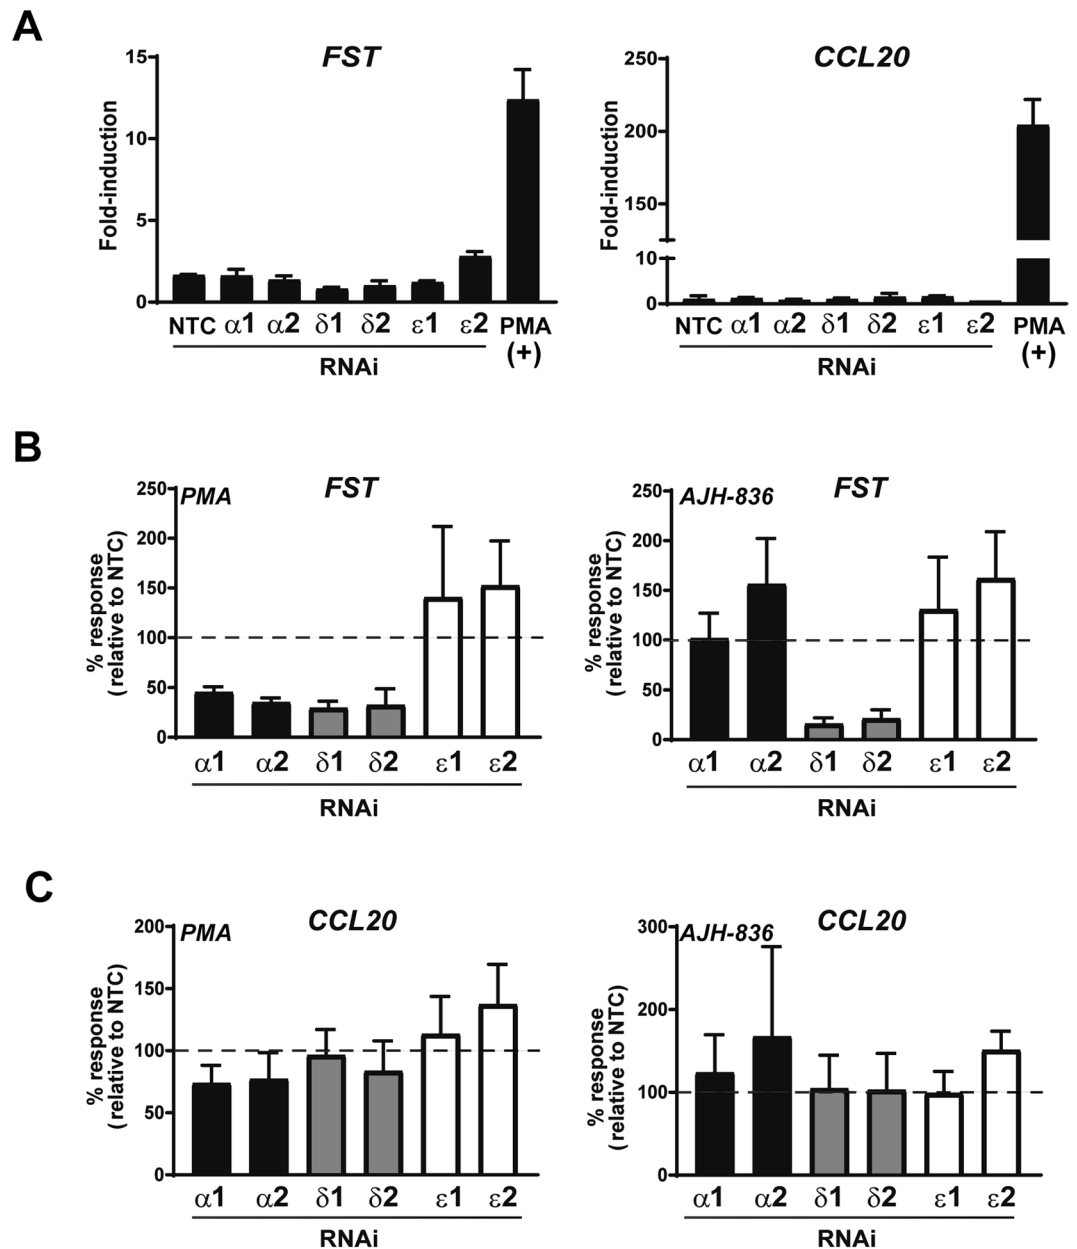 A
FST
CCL20
Fold-induction
15
10
5
0
NTC α1 α2 δ1 δ2 ε1 ε2 PMA
(+)
RNAi
Fold-induction
250
200
150
10
0
NTC α1 α2 δ1 δ2 ε1 ε2 PMA
(+)
RNAi
B
PMA
FST
% response
(relative to NTC)
250
200
150
100
50
0
α1 α2 δ1 δ2 ε1 ε2
RNAi
AJH-836
FST
% response
(relative to NTC)
250
200
150
100
50
0
α1 α2 δ1 δ2 ε1 ε2
RNAi
C
PMA
CCL20
% response
(relative to NTC)
200
150
100
50
0
α1 α2 δ1 δ2 ε1 ε2
RNAi
AJH-836
CCL20
% response
(relative to NTC)
300
200
100
0
α1 α2 δ1 δ2 ε1 ε2
RNAi